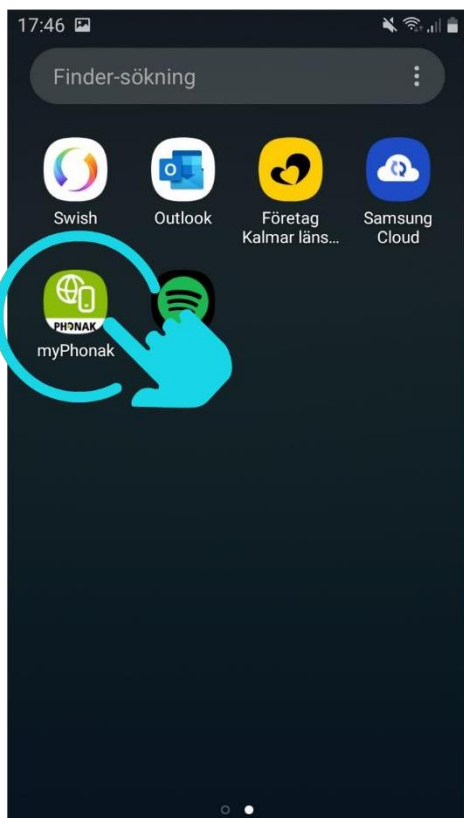 17:46
Finder-sökning
Swish
Outlook
Företag
Kalmar läns...
Samsung
Cloud
PHONAK
myPhonak